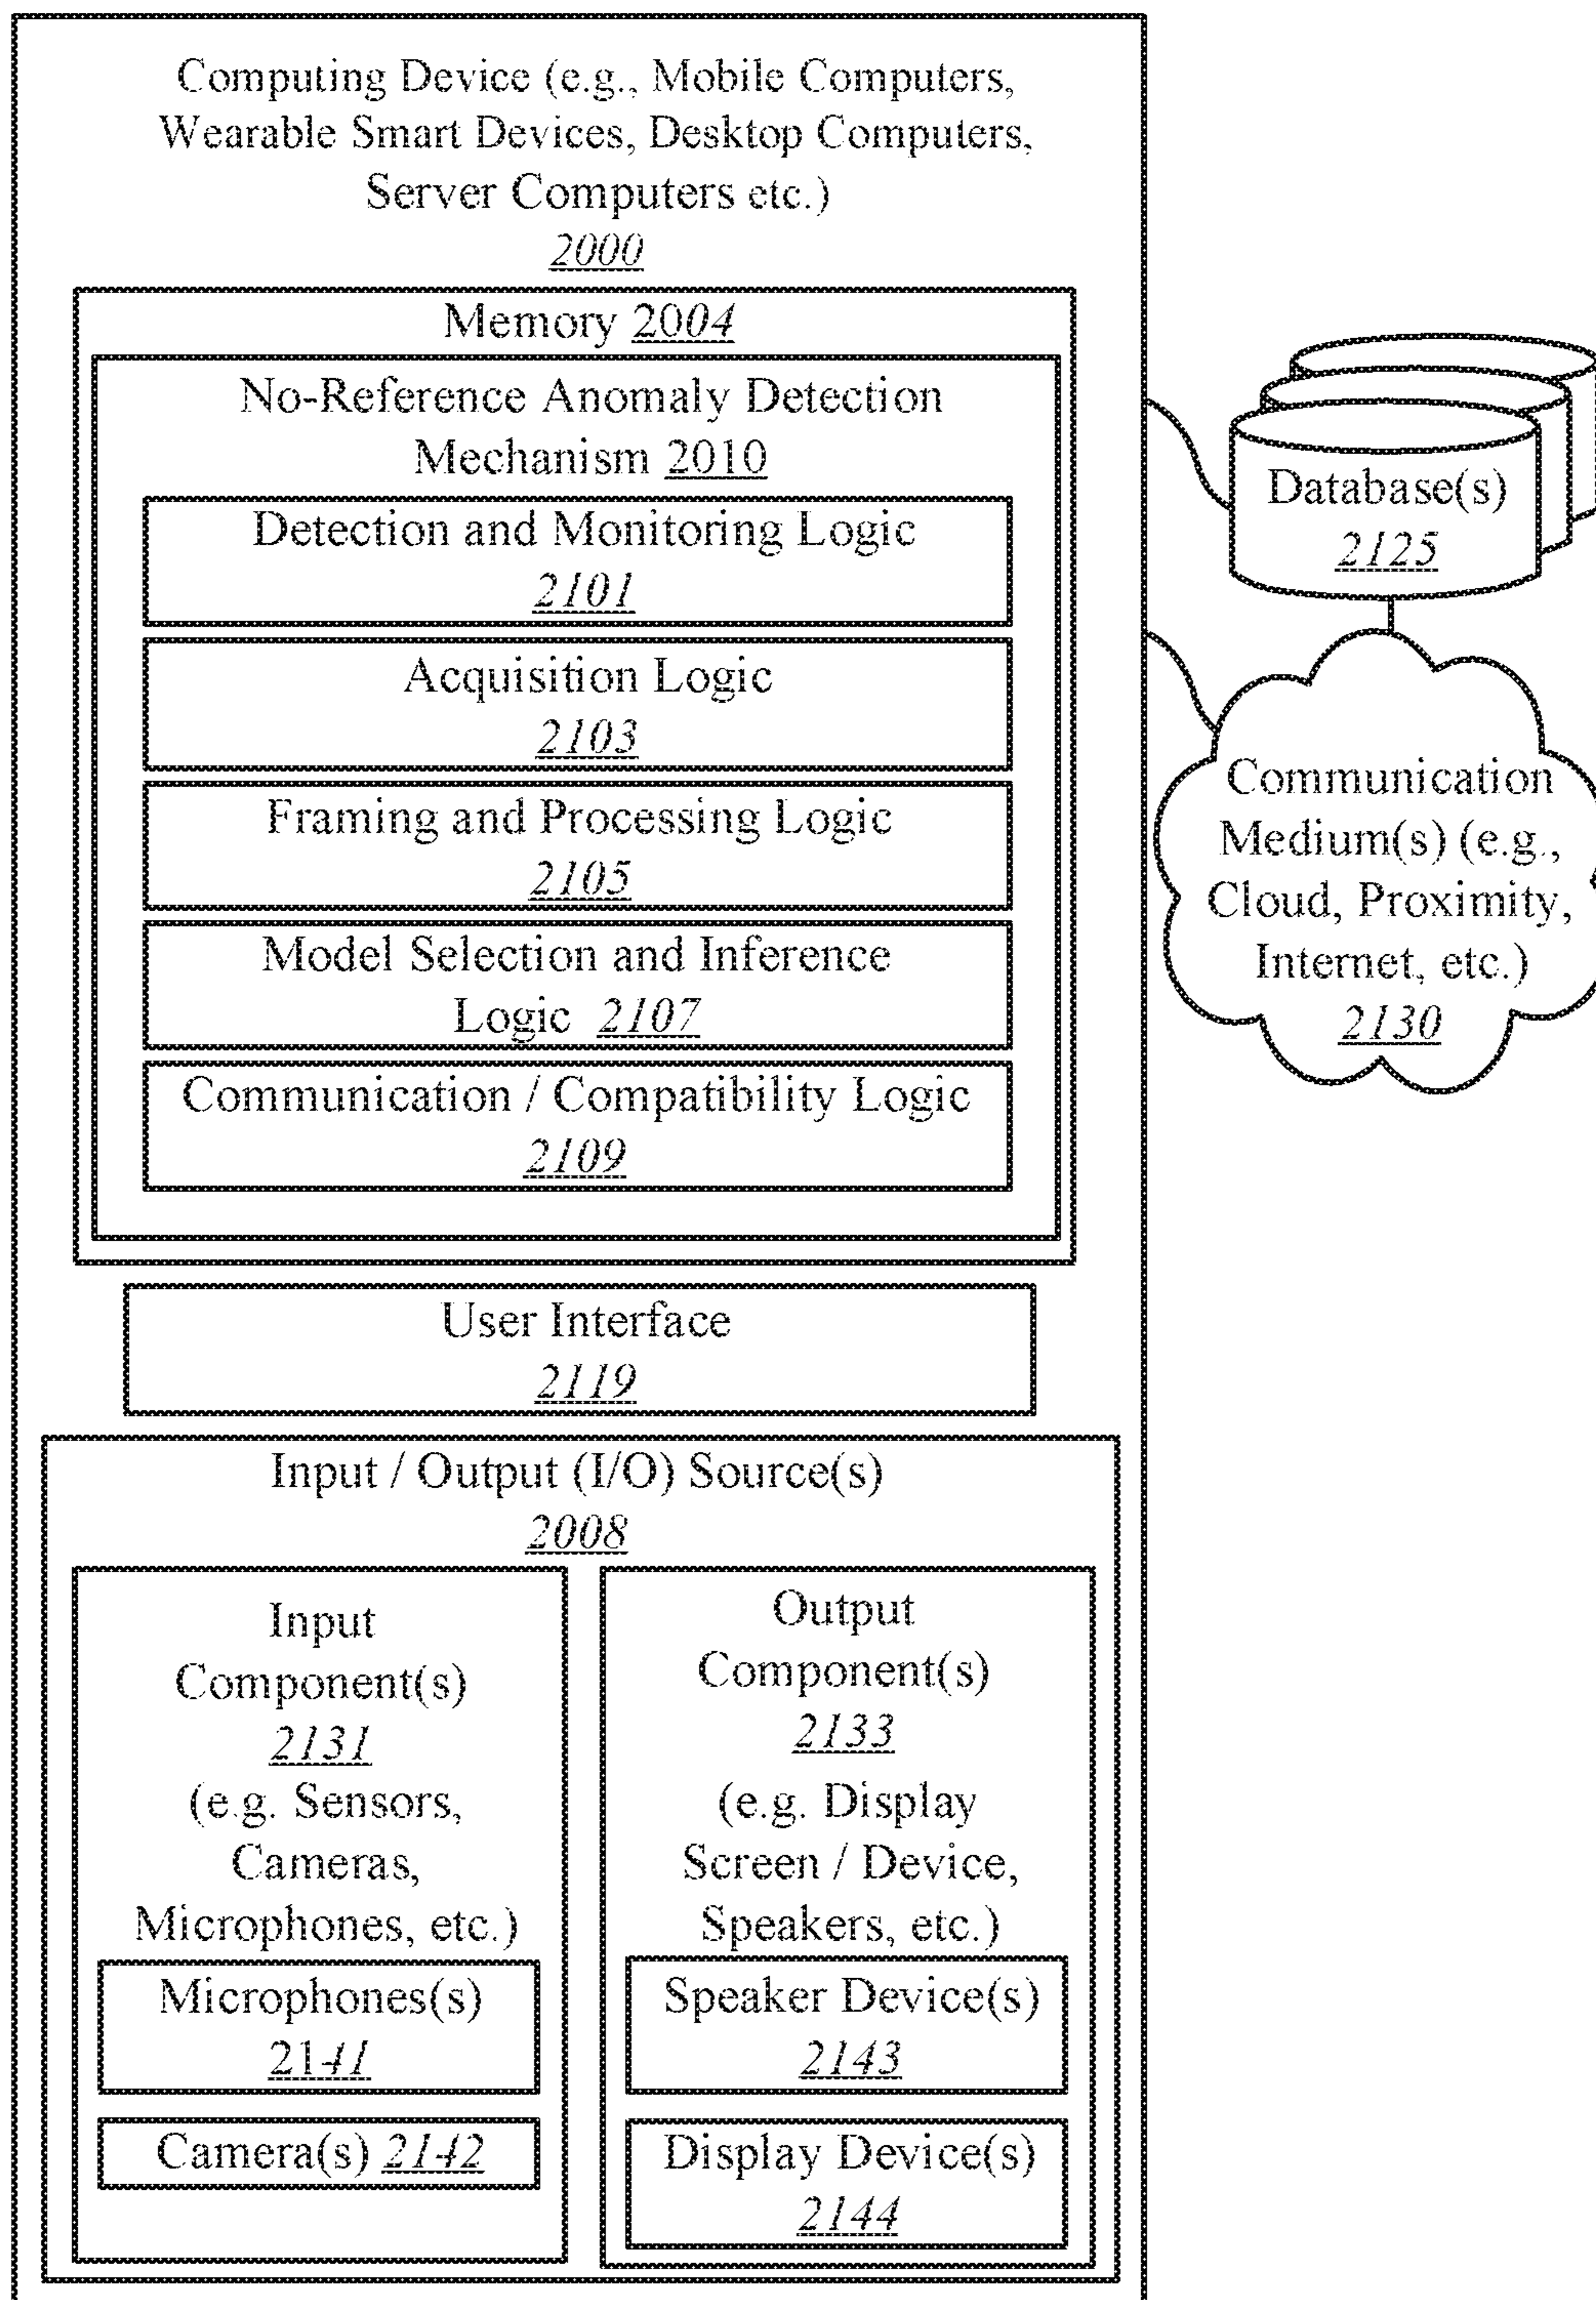 Computing Device (e.g., Mobile Computers,
Wearable Smart Devices, Desktop Computers,
Server Computers etc.)
2000
Memory 2004
No-Reference Anomaly Detection
Mechanism 2010
Detection and Monitoring Logic
2101
Acquisition Logic
2103
Framing and Processing Logic
2105
Model Selection and Inference
Logic 2107
Communication / Compatibility Logic
2109
User Interface
2119
Input / Output (I/O) Source(s)
2008
Input
Component(s)
2131
(e.g. Sensors,
Cameras,
Microphones, etc.)
Microphones(s)
2141
Camera(s) 2142
Output
Component(s)
2133
(e.g. Display
Screen / Device,
Speakers, etc.)
Speaker Device(s)
2143
Display Device(s)
2144
Database(s)
2125
Communication
Medium(s) (e.g.,
Cloud, Proximity,
Internet, etc.)
2130